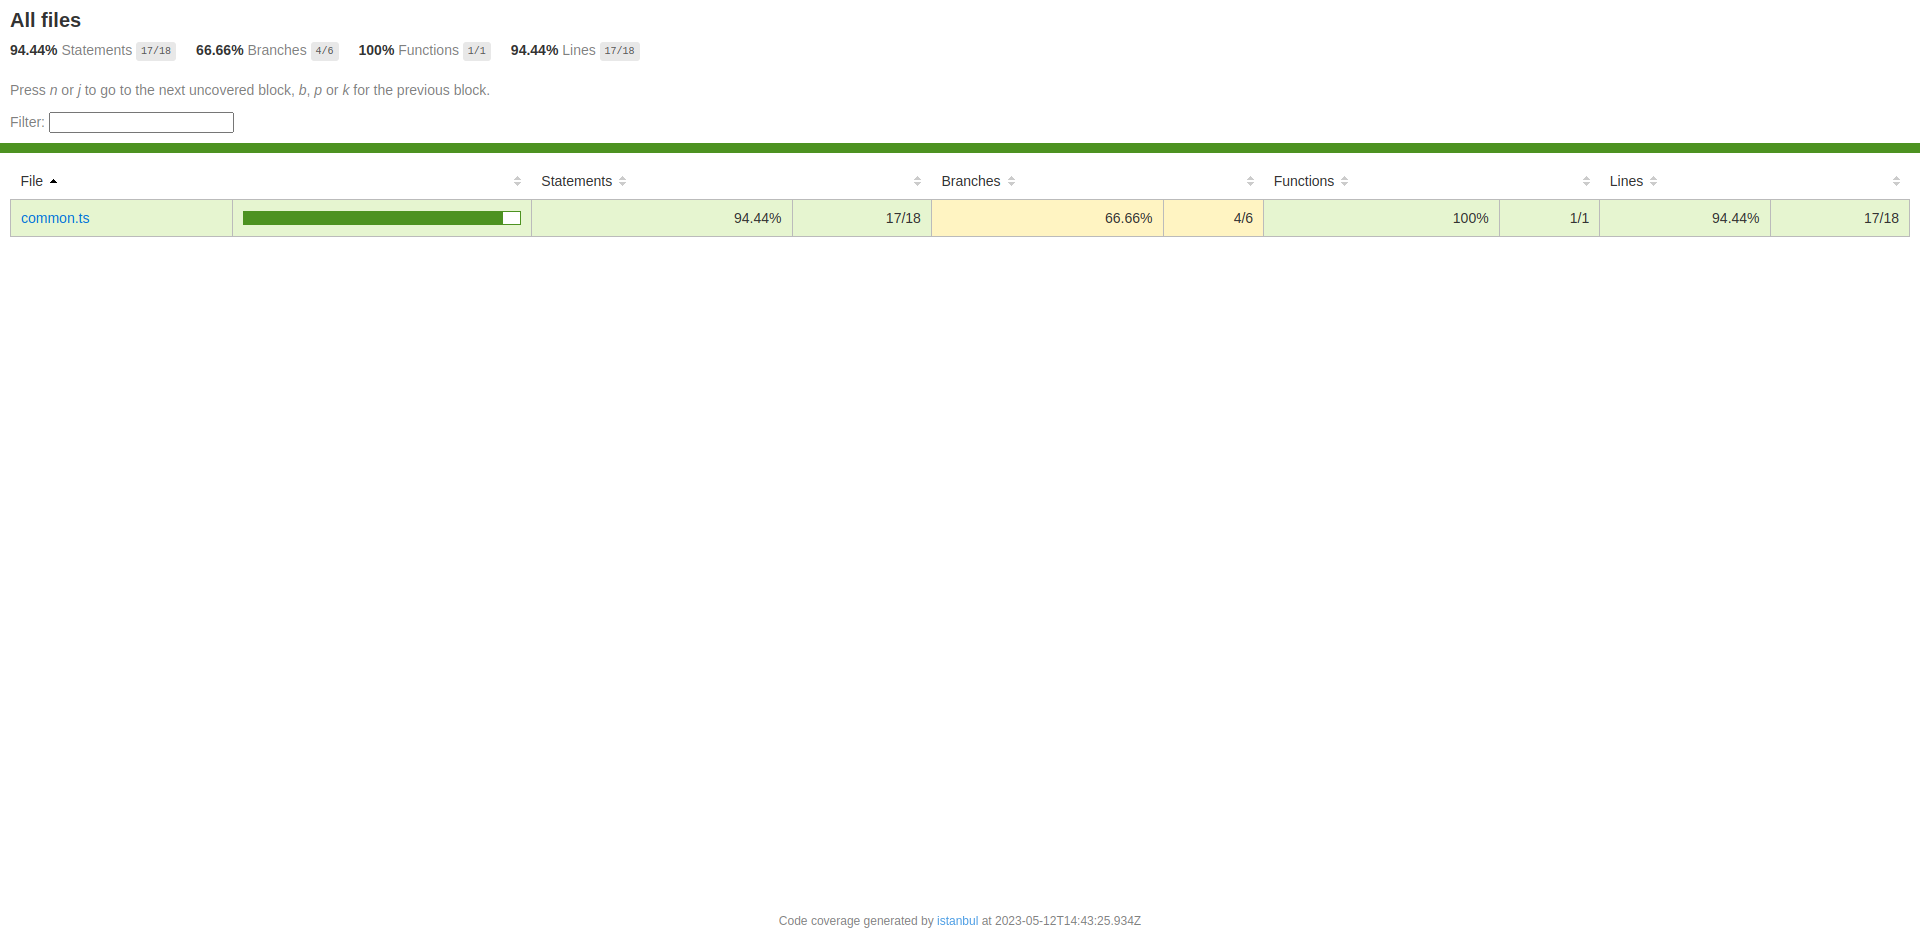 All files
94.44% Statements 17/18 66.66% Branches 4/6 100% Functions 1/1 94.44% Lines 17/18
Press n or j to go to the next uncovered block, b, p or k for the previous block.
Filter:
File Statements Branches Functions Lines
common.ts 94.44% 17/18 66.66% 4/6 100% 1/1 94.44% 17/18
Code coverage generated by istanbul at 2023-05-12T14:43:25.934Z